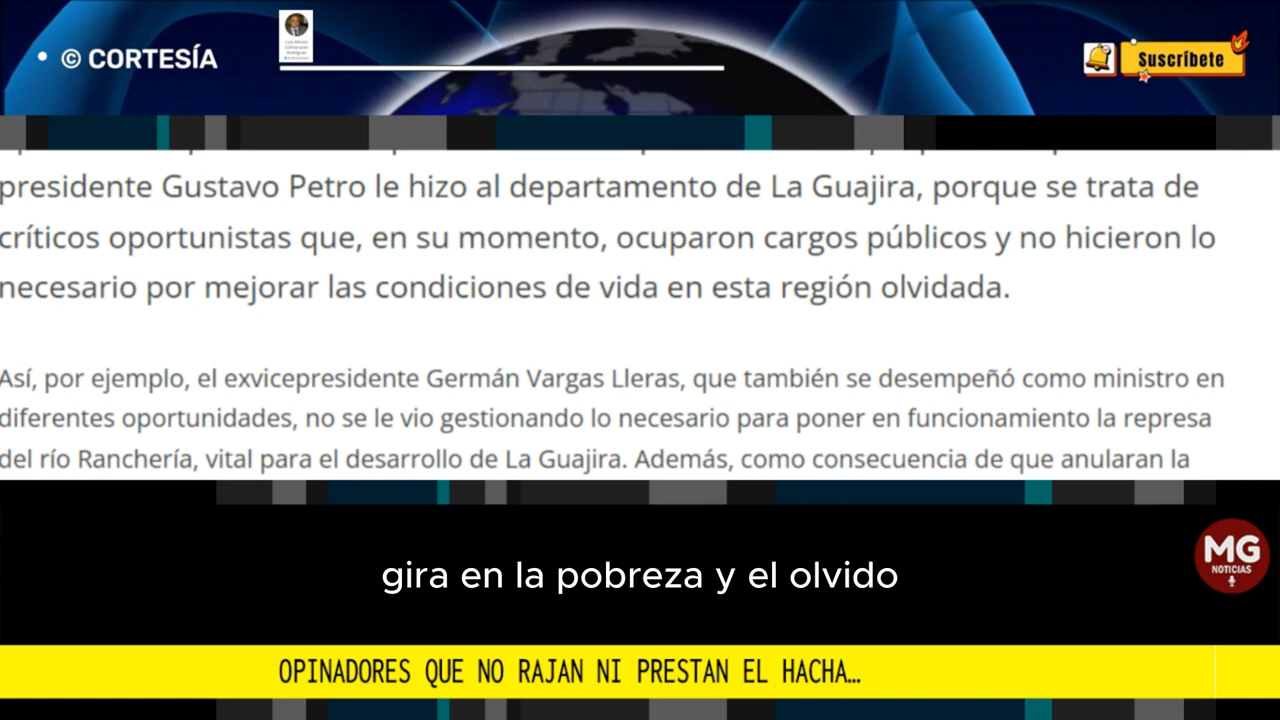 © CORTESÍA
Suscríbete
presidente Gustavo Petro le hizo al departamento de La Guajira, porque se trata de
críticos oportunistas que, en su momento, ocuparon cargos públicos y no hicieron lo
necesario por mejorar las condiciones de vida en esta región olvidada.
Así, por ejemplo, el exvicepresidente Germán Vargas Lleras, que también se desempeñó como ministro en
diferentes oportunidades, no se le vio gestionando lo necesario para poner en funcionamiento la represa
del río Ranchería, vital para el desarrollo de La Guajira. Además, como consecuencia de que anularan la
MG
NOTICIAS
gira en la pobreza y el olvido
OPINADORES QUE NO RAJAN NI PRESTAN EL HACHA...